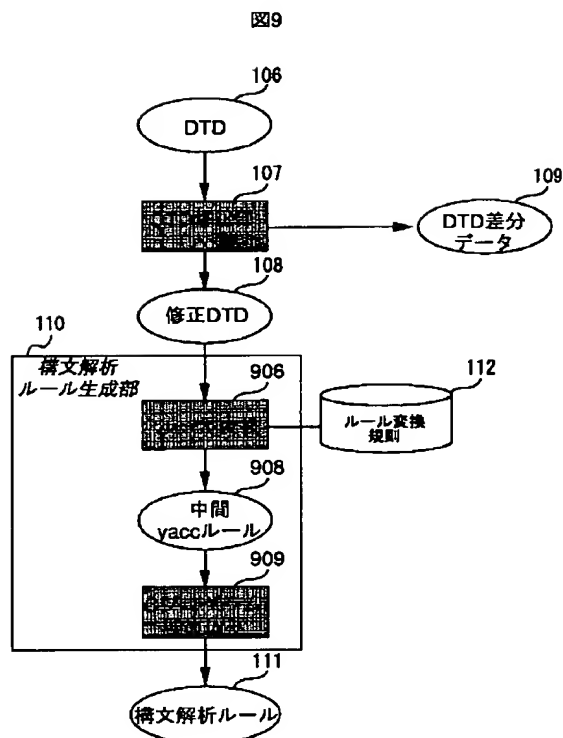 図9
106
DTD
107
109
DTD差分
データ
108
修正DTD
110
構文解析
ルール生成部
906
112
ルール変換
規則
908
中間
yaccルール
909
111
構文解析ルール